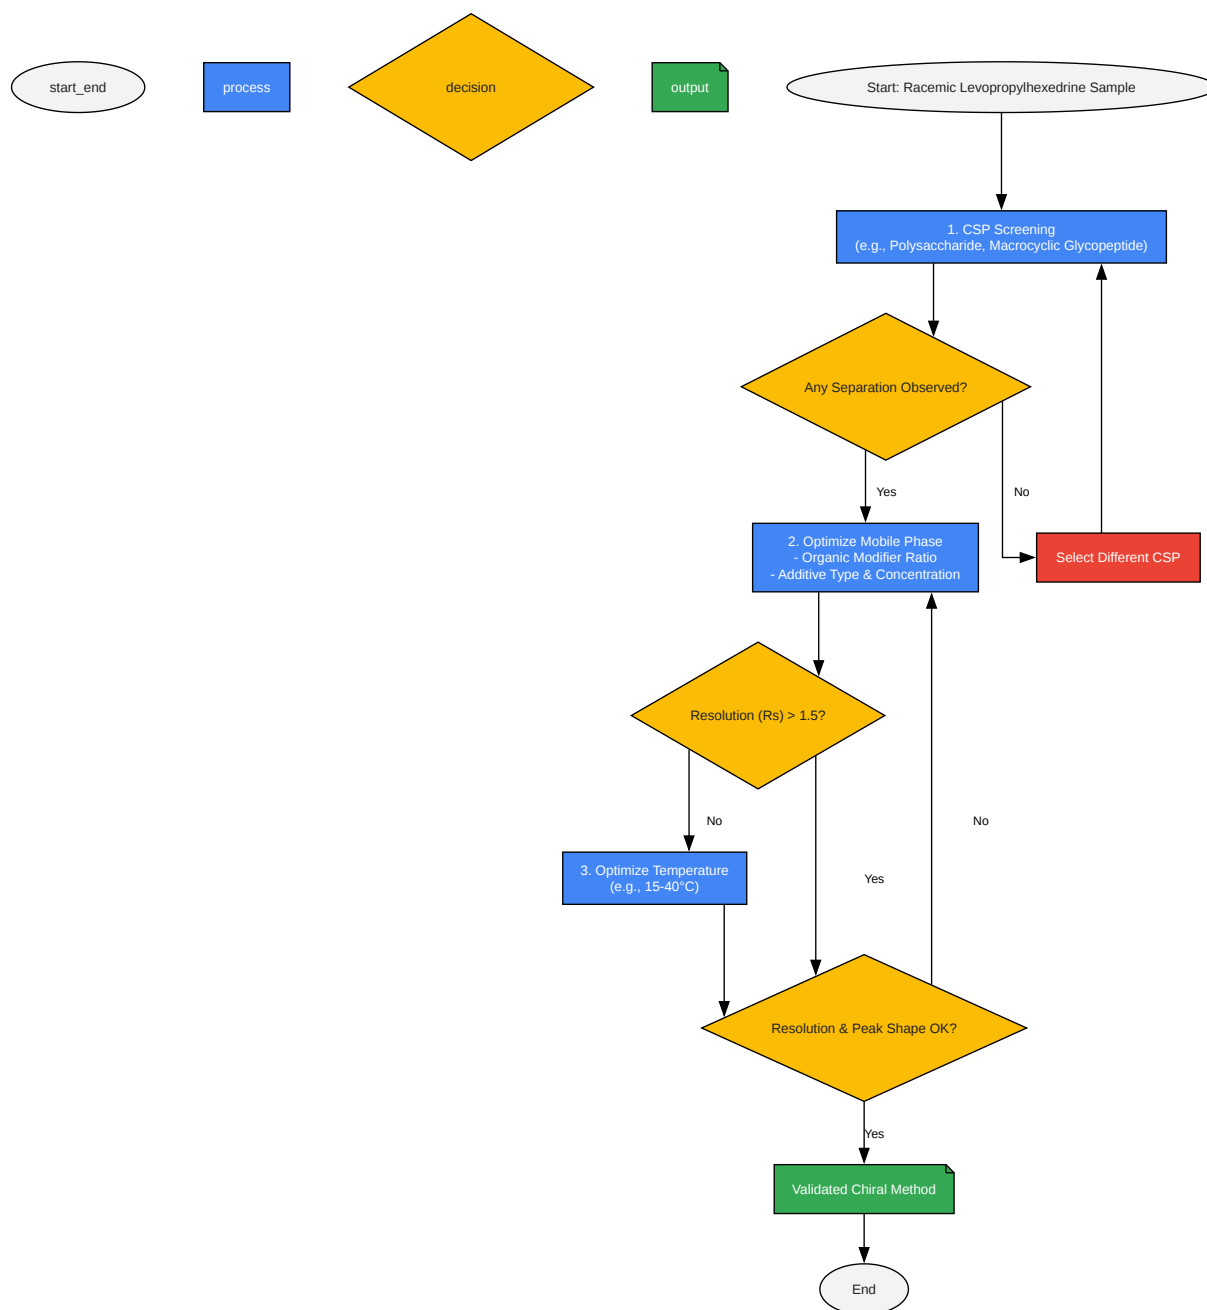 start_end
process
decision
output
Start: Racemic Levopropylhexedrine Sample
1. CSP Screening
(e.g., Polysaccharide, Macrocyclic Glycopeptide)
Any Separation Observed?
Yes
No
2. Optimize Mobile Phase
- Organic Modifier Ratio
- Additive Type & Concentration
Select Different CSP
Resolution (Rs) > 1.5?
No
No
3. Optimize Temperature
(e.g., 15-40°C)
Yes
Resolution & Peak Shape OK?
Yes
Validated Chiral Method
End